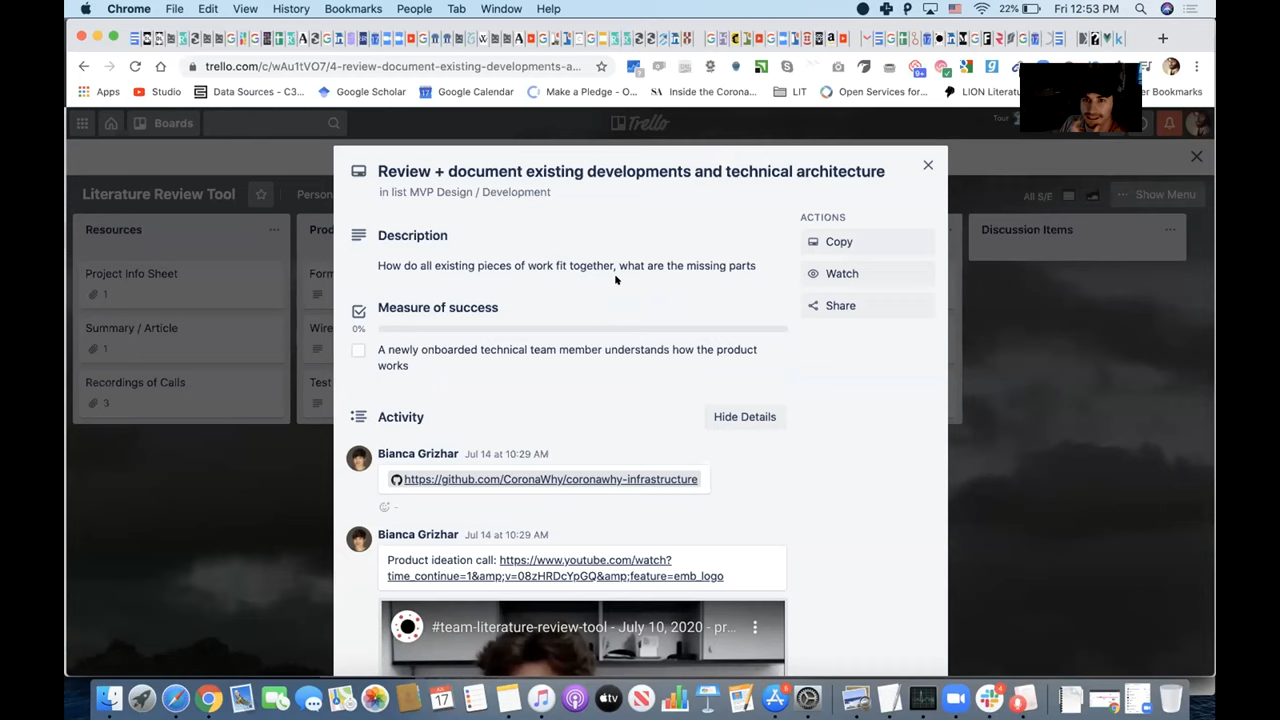 Chrome File Edit View History Bookmarks People Tab Window Help 22% Fri 12:53 PM
trello.com/c/wAu1tVO7/4-review-document-existing-developments-a...
Apps Studio Data Sources - C3... Google Scholar Google Calendar Make a Pledge - O... Inside the Corona... LIT Open Services for... LION Literatu
Boards Trello Tour
Literature Review Tool Person All S/E Show Menu
Resources
Project Info Sheet
1
Summary / Article
1
Recordings of Calls
3
Prod
Form
Wire
Test
Review + document existing developments and technical architecture
in list MVP Design / Development
Description
How do all existing pieces of work fit together, what are the missing parts
Measure of success
0%
A newly onboarded technical team member understands how the product
works
Activity Hide Details
Bianca Grizhar Jul 14 at 10:29 AM
https://github.com/CoronaWhy/coronawhy-infrastructure
Bianca Grizhar Jul 14 at 10:29 AM
Product ideation call: https://www.youtube.com/watch?
time_continue=1&amp;v=08zHRDcYpGQ&amp;feature=emb_logo
#team-literature-review-tool - July 10, 2020 - pr...
ACTIONS
Copy
Watch
Share
Discussion Items